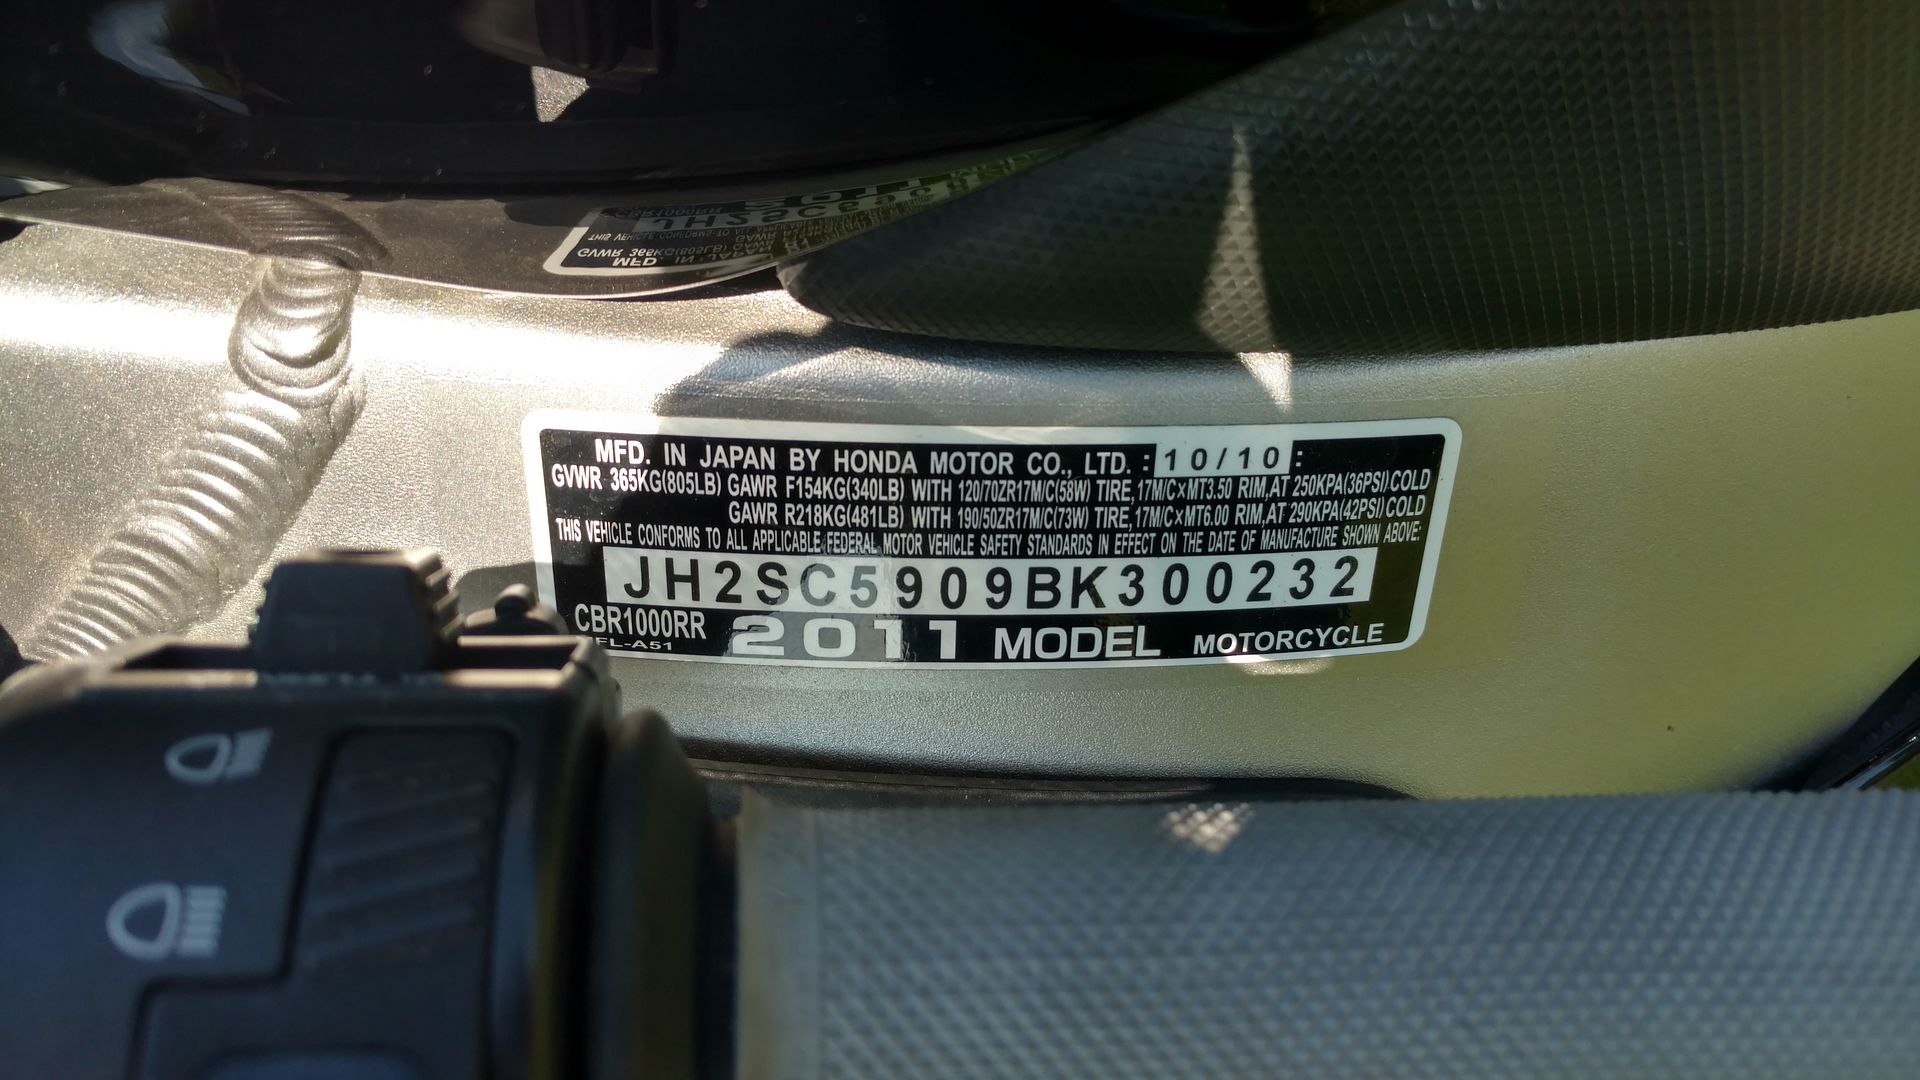 MFD. IN JAPAN BY HONDA MOTOR CO., LTD. : 10/10 :
GVWR 365KG(805LB) GAWR F154KG(340LB) WITH 120/70ZR17M/C(58W) TIRE,17M/C×MT3.50 RIM,AT 250KPA(36PSI)COLD
GAWR R218KG(481LB) WITH 190/50ZR17M/C(73W) TIRE,17M/C×MT6.00 RIM,AT 290KPA(42PSI)COLD
THIS VEHICLE CONFORMS TO ALL APPLICABLE FEDERAL MOTOR VEHICLE SAFETY STANDARDS IN EFFECT ON THE DATE OF MANUFACTURE SHOWN ABOVE:
JH2SC5909BK300232
CBR1000RR 2011 MODEL MOTORCYCLE
FL-A51